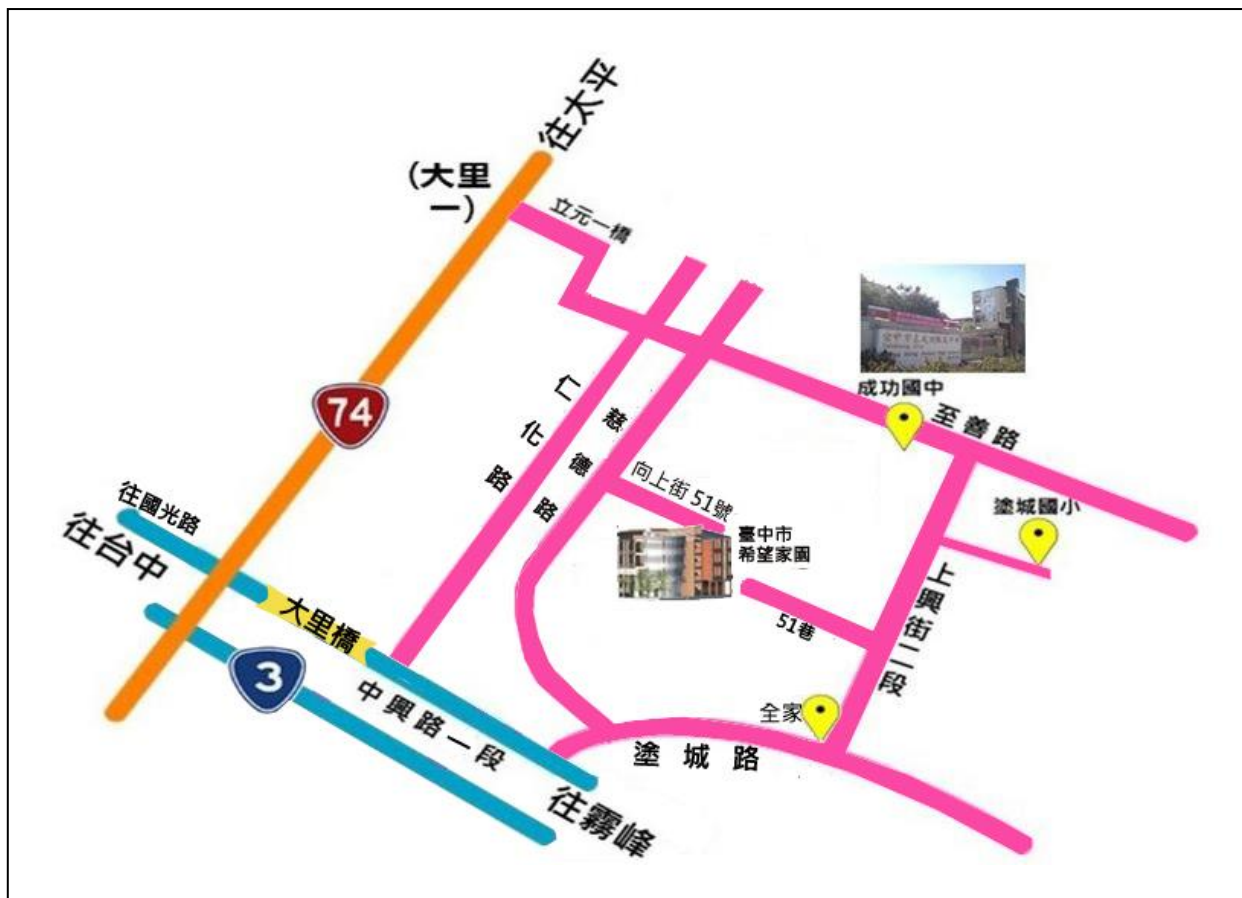 往太平
(大里
一)
立元一橋
成功國中
至善路
74
仁化路
慈德路
向上街 51號
塗城國小
往國光路
往台中
臺中市
希望家園
上興街二段
大里橋
51巷
3
中興路一段
全家
塗城路
往霧峰